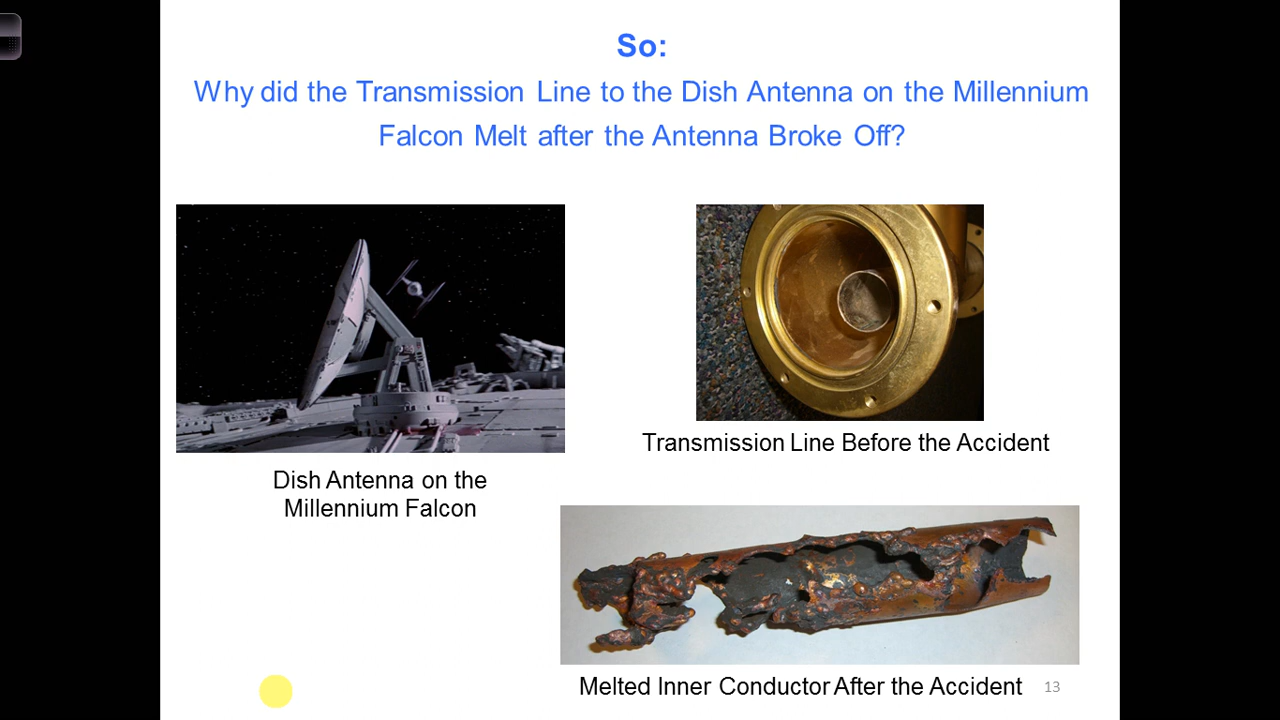 So:
Why did the Transmission Line to the Dish Antenna on the Millennium
Falcon Melt after the Antenna Broke Off?
Transmission Line Before the Accident
Dish Antenna on the
Millennium Falcon
Melted Inner Conductor After the Accident
13